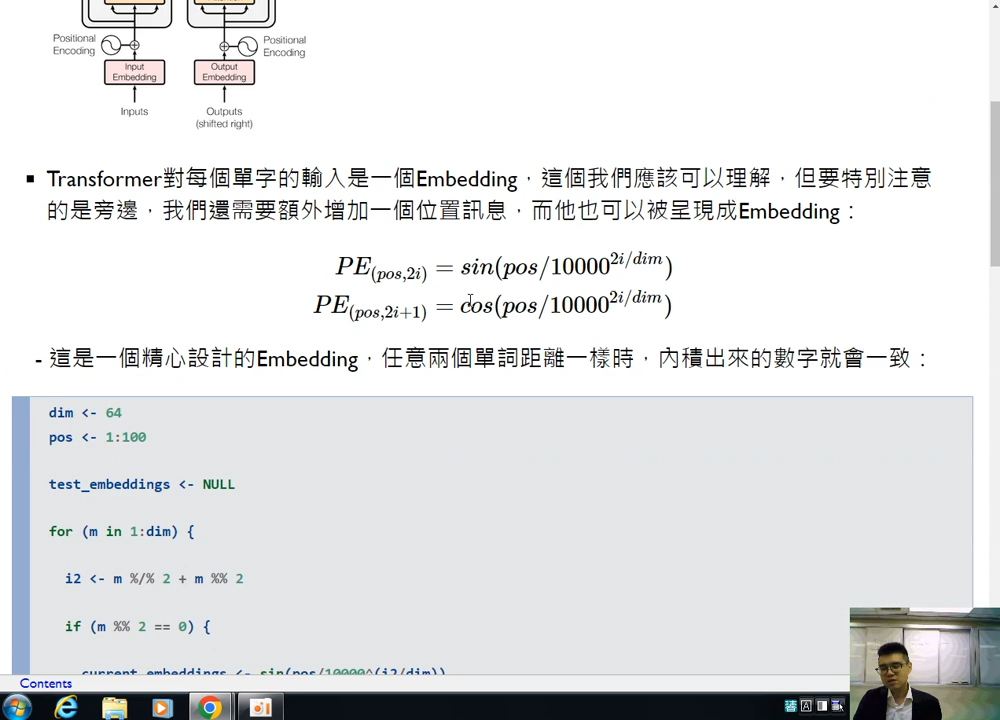 Positional
Encoding
Positional
Encoding
Input
Embedding
Output
Embedding
Inputs
Outputs
(shifted right)
Transformer對每個單字的輸入是一個Embedding，這個我們應該可以理解，但要特別注意
的是旁邊，我們還需要額外增加一個位置訊息，而他也可以被呈現成Embedding：
PE(pos,2i) = sin(pos/10000^2i/dim)
PE(pos,2i+1) = cos(pos/10000^2i/dim)
- 這是一個精心設計的Embedding，任意兩個單詞距離一樣時，內積出來的數字就會一致：
dim <- 64
pos <- 1:100
test_embeddings <- NULL
for (m in 1:dim) {
i2 <- m %/% 2 + m %% 2
if (m %% 2 == 0) {
current_embeddings <- sin(pos/10000^(i2/dim))
Contents